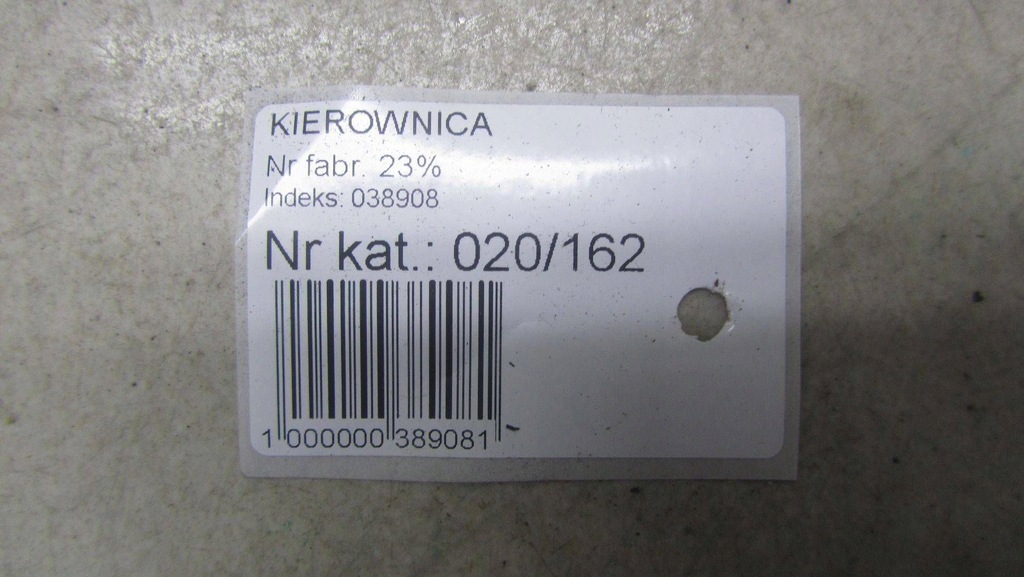 KIEROWNICA
Nr fabr. 23%
Indeks: 038908
Nr kat.: 020/162
1 000000 389081